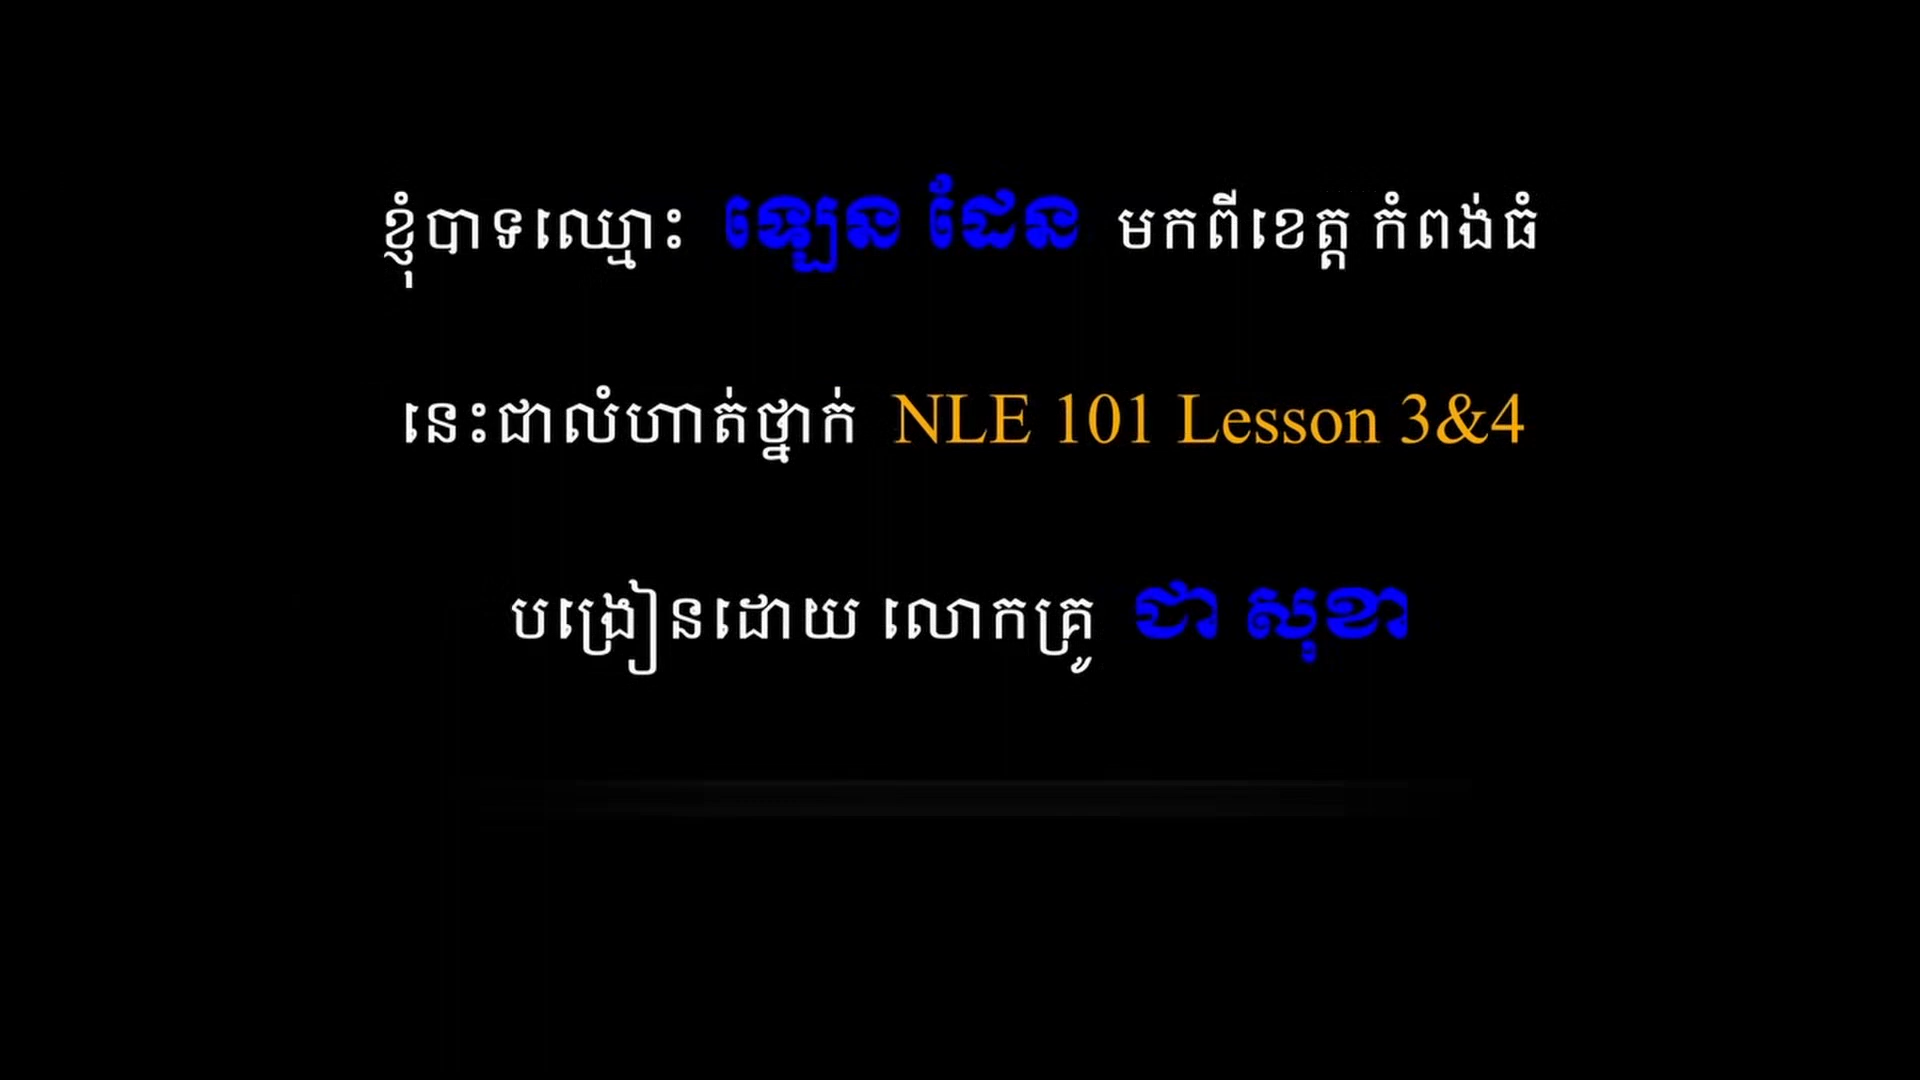 ខ្ញុំបាទឈ្មោះ ឡេន ដែន មកពីខេត្ត កំពង់ធំ
នេះជាលំហាត់ថ្នាក់ NLE 101 Lesson 3&4
បង្រៀនដោយ លោកគ្រូ ជា សុខា